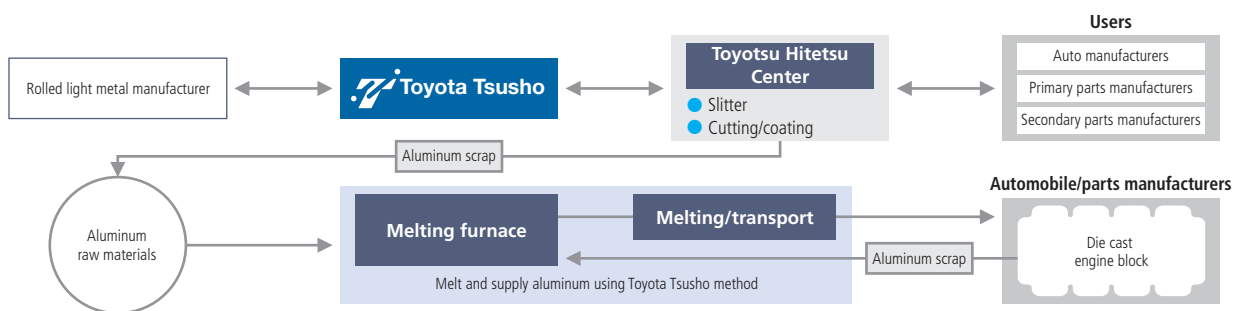 Users
Rolled light metal manufacturer
Toyota Tsusho
Toyotsu Hitetsu
Center
Slitter
Cutting/coating
Auto manufacturers
Primary parts manufacturers
Secondary parts manufacturers
Aluminum scrap
Automobile/parts manufacturers
Aluminum
raw materials
Melting furnace
Melting/transport
Aluminum scrap
Die cast
engine block
Melt and supply aluminum using Toyota Tsusho method